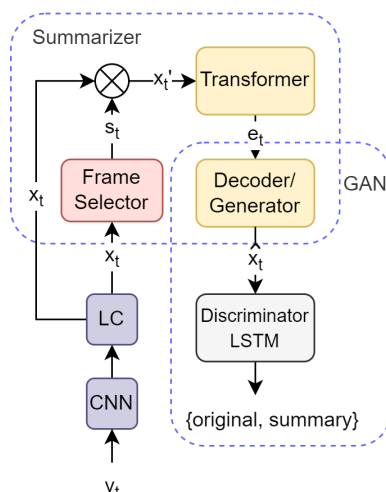 Summarizer
x_t'
Transformer
s_t
e_t
x_t
Frame
Selector
Decoder/
Generator
GAN
x_t
x̂_t
LC
Discriminator
LSTM
CNN
{original, summary}
v_t